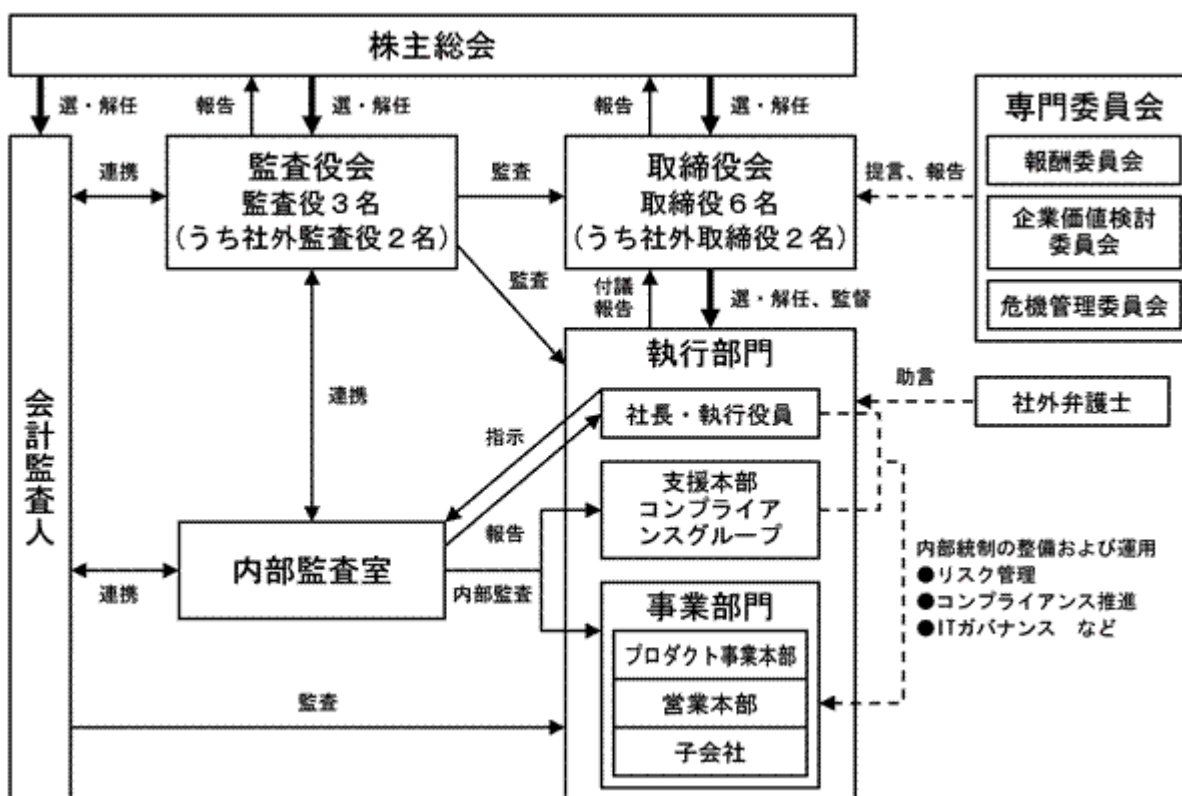 株主総会
選・解任
報告
選・解任
報告
選・解任
専門委員会
報酬委員会
企業価値検討
委員会
危機管理委員会
監査役会
監査役3名
(うち社外監査役2名)
取締役会
取締役6名
(うち社外取締役2名)
連携
監査
提言、報告
監査
付議
報告
選・解任、監督
執行部門
会計監査人
連携
助言
社外弁護士
社長・執行役員
指示
支援本部
コンプライア
ンスグループ
報告
内部監査室
連携
内部監査
内部統制の整備および運用
●リスク管理
●コンプライアンス推進
●ITガバナンス など
事業部門
プロダクト事業本部
営業本部
子会社
監査